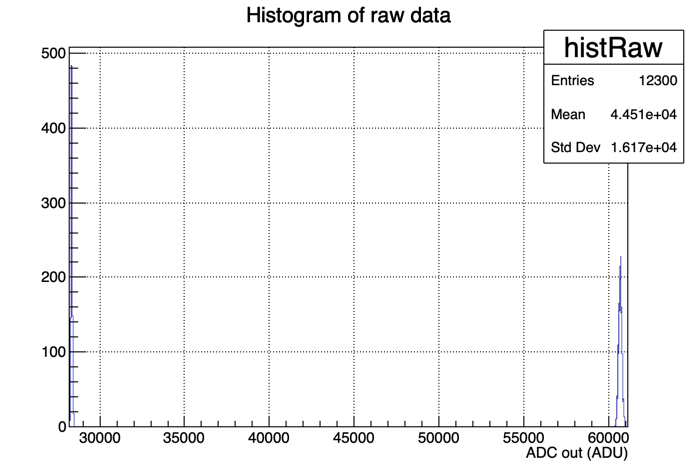 Histogram of raw data
histRaw
Entries 12300
Mean 4.451e+04
Std Dev 1.617e+04
500
400
300
200
100
0
30000 35000 40000 45000 50000 55000 60000
ADC out (ADU)